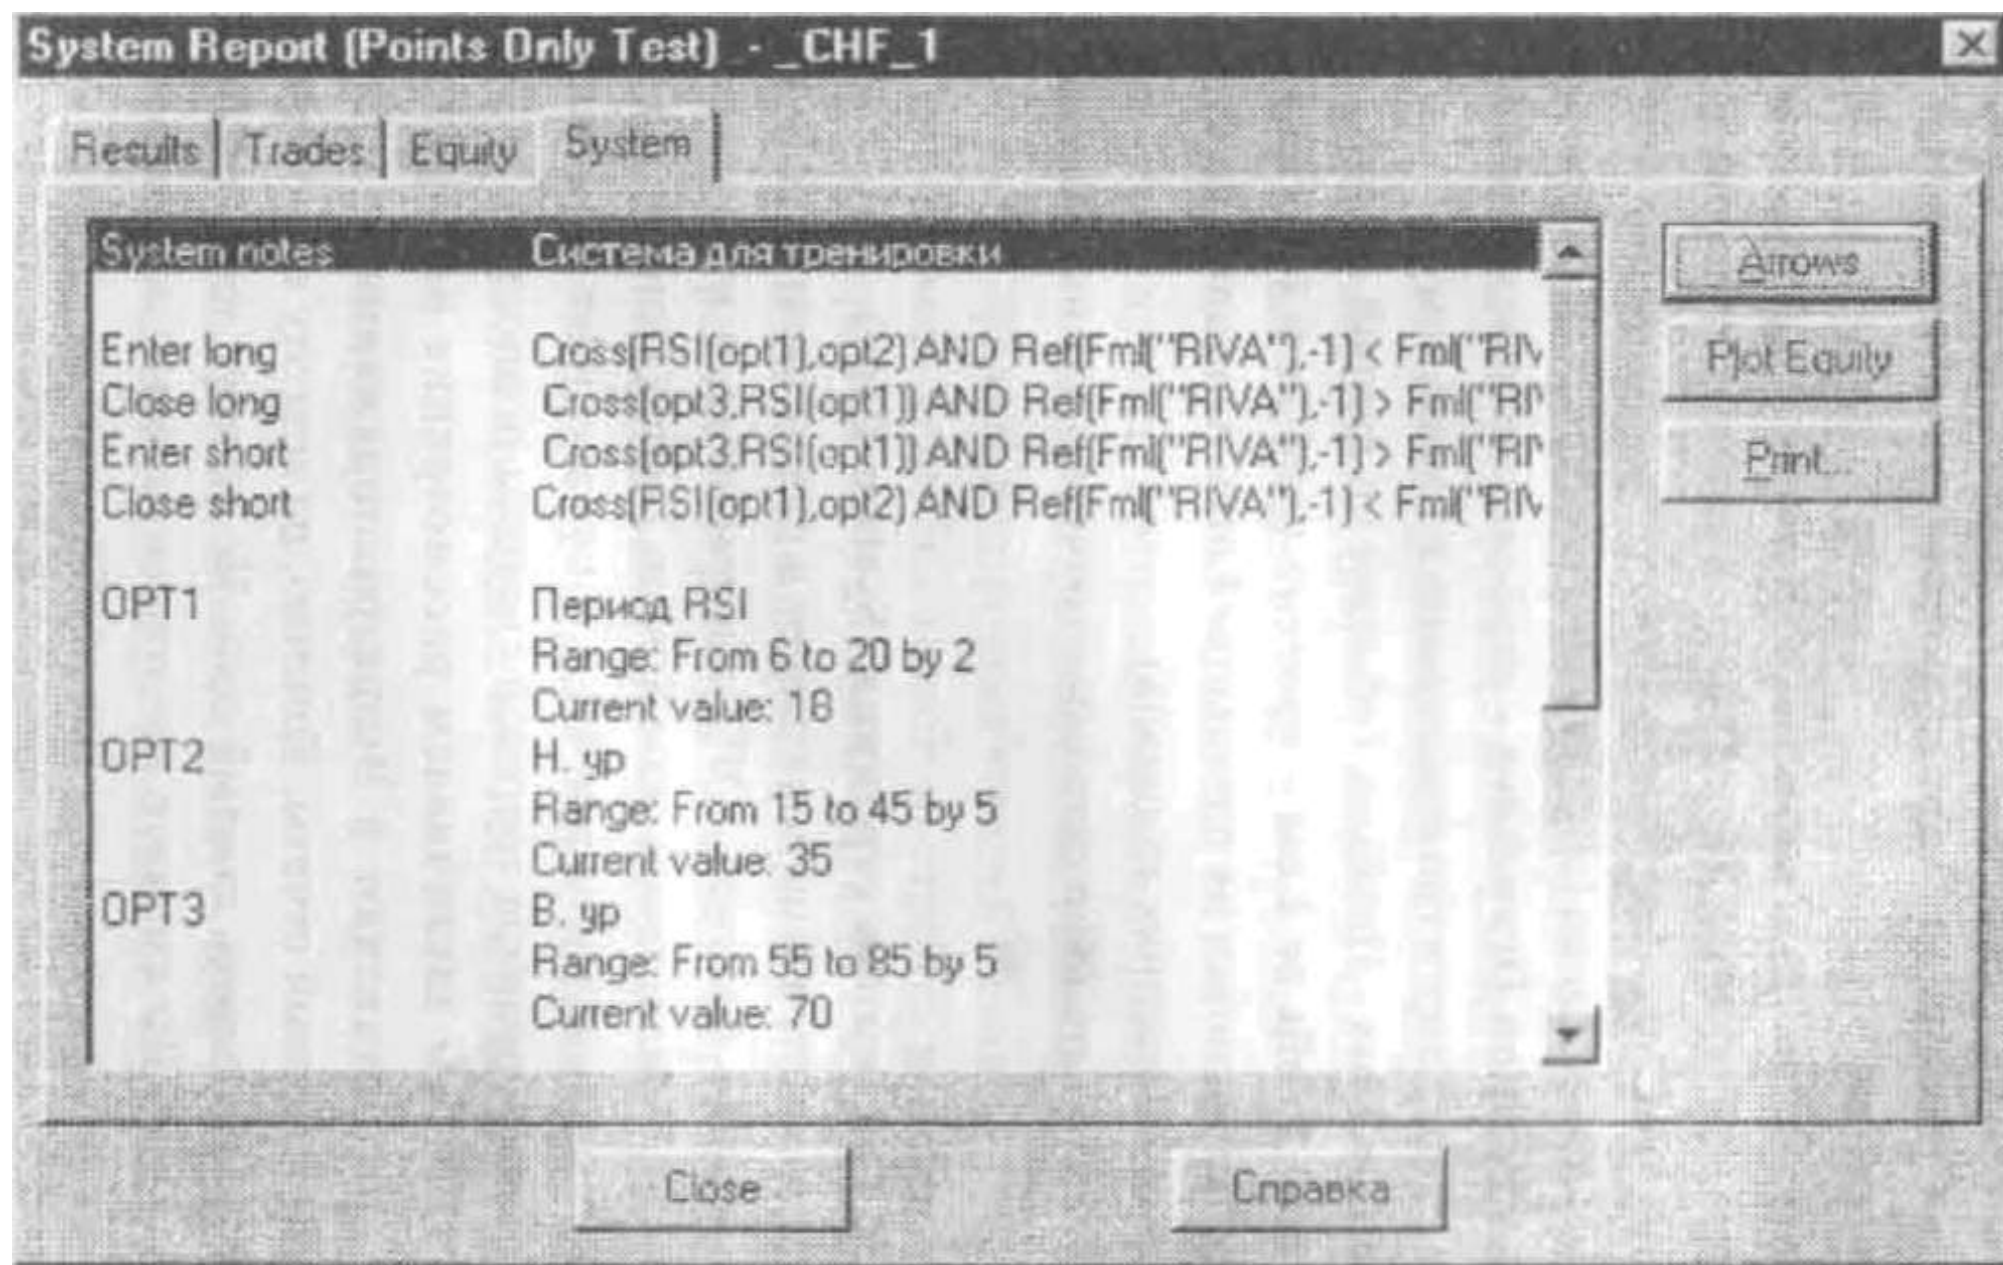 System Report (Points Only Test) - _CHF_1
Results Trades Equity System
System notes Система для тренировки
Arrows
Enter long Cross(RSI(opt1),opt2) AND Ref(Fml("RIVA"),-1) < Fml("RIV
Plot Equity
Close long Cross(opt3,RSI(opt1)) AND Ref(Fml("RIVA"),-1) > Fml("RI
Enter short Cross(opt3,RSI(opt1)) AND Ref(Fml("RIVA"),-1) > Fml("RI
Print...
Close short Cross(RSI(opt1),opt2) AND Ref(Fml("RIVA"),-1) < Fml("RIV
OPT1 Период RSI
Range: From 6 to 20 by 2
Current value: 18
OPT2 Н. ур
Range: From 15 to 45 by 5
Current value: 35
OPT3 В. ур
Range: From 55 to 85 by 5
Current value: 70
Close Справка